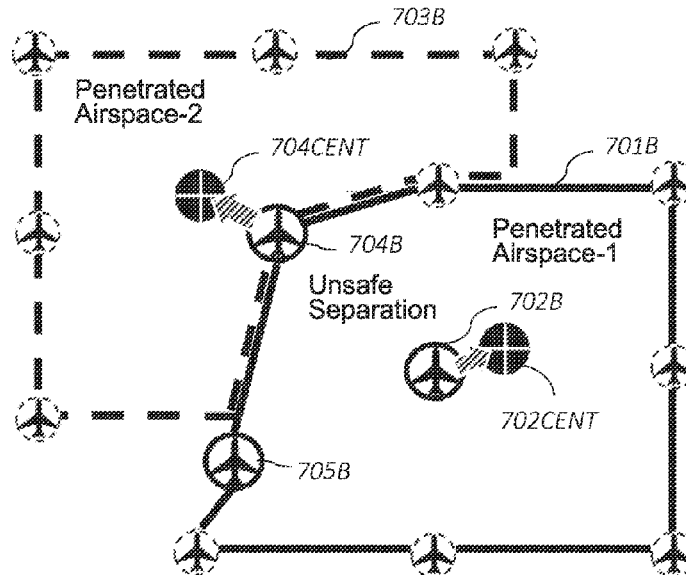 703B
Penetrated
Airspace-2
704CENT
701B
Penetrated
Airspace-1
704B
Unsafe
Separation
702B
702CENT
705B